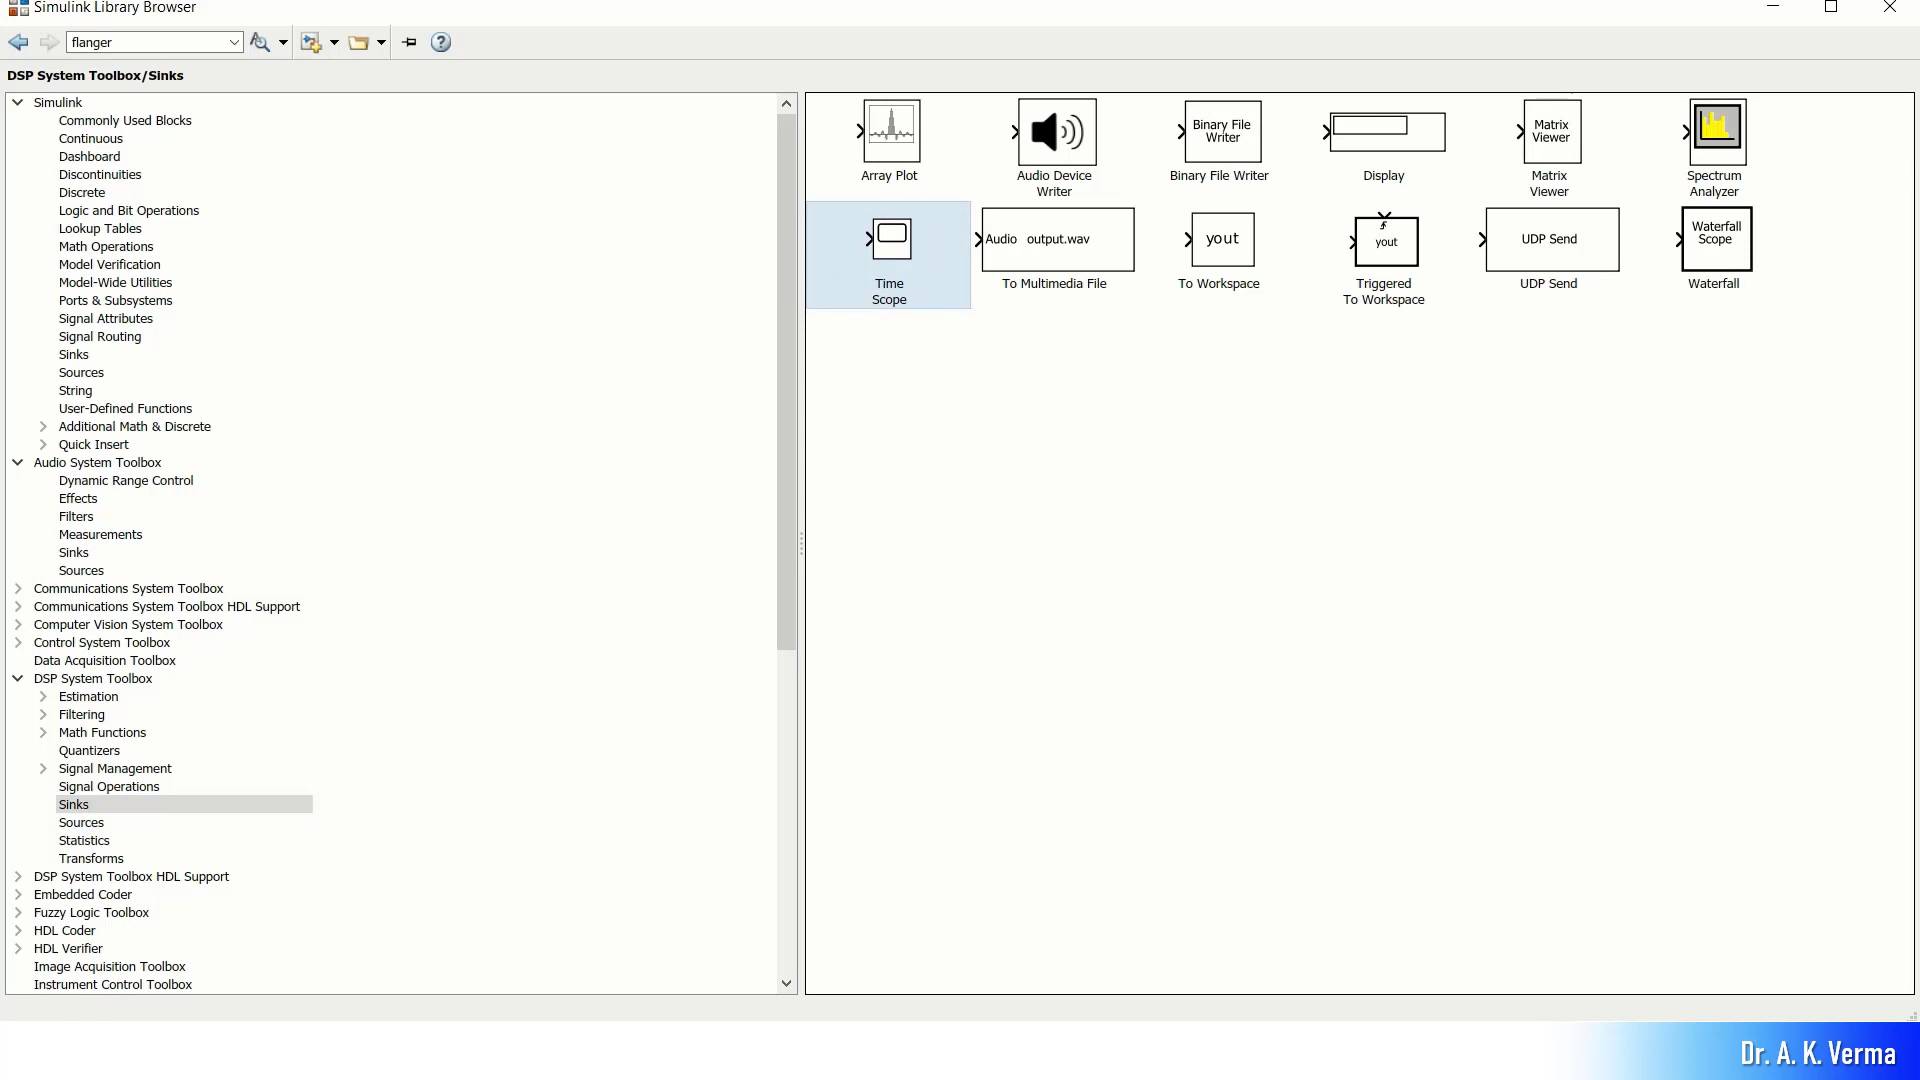 Simulink Library Browser
flanger
DSP System Toolbox/Sinks
Simulink
Commonly Used Blocks
Continuous
Dashboard
Discontinuities
Discrete
Logic and Bit Operations
Lookup Tables
Math Operations
Model Verification
Model-Wide Utilities
Ports & Subsystems
Signal Attributes
Signal Routing
Sinks
Sources
String
User-Defined Functions
Additional Math & Discrete
Quick Insert
Audio System Toolbox
Dynamic Range Control
Effects
Filters
Measurements
Sinks
Sources
Communications System Toolbox
Communications System Toolbox HDL Support
Computer Vision System Toolbox
Control System Toolbox
Data Acquisition Toolbox
DSP System Toolbox
Estimation
Filtering
Math Functions
Quantizers
Signal Management
Signal Operations
Sinks
Sources
Statistics
Transforms
DSP System Toolbox HDL Support
Embedded Coder
Fuzzy Logic Toolbox
HDL Coder
HDL Verifier
Image Acquisition Toolbox
Instrument Control Toolbox
Array Plot
Audio Device
Writer
Binary File
Writer
Binary File Writer
Display
Matrix
Viewer
Matrix
Viewer
Spectrum
Analyzer
Time
Scope
Audio output.wav
To Multimedia File
yout
To Workspace
yout
Triggered
To Workspace
UDP Send
UDP Send
Waterfall
Scope
Waterfall
Dr. A. K. Verma